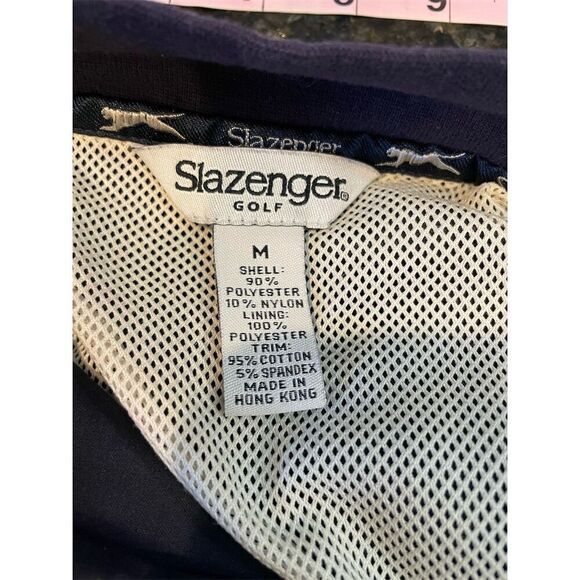 Slazenger
Slazenger®
GOLF
M
SHELL:
90%
POLYESTER
10% NYLON
LINING:
100%
POLYESTER
TRIM:
95% COTTON
5% SPANDEX
MADE IN
HONG KONG